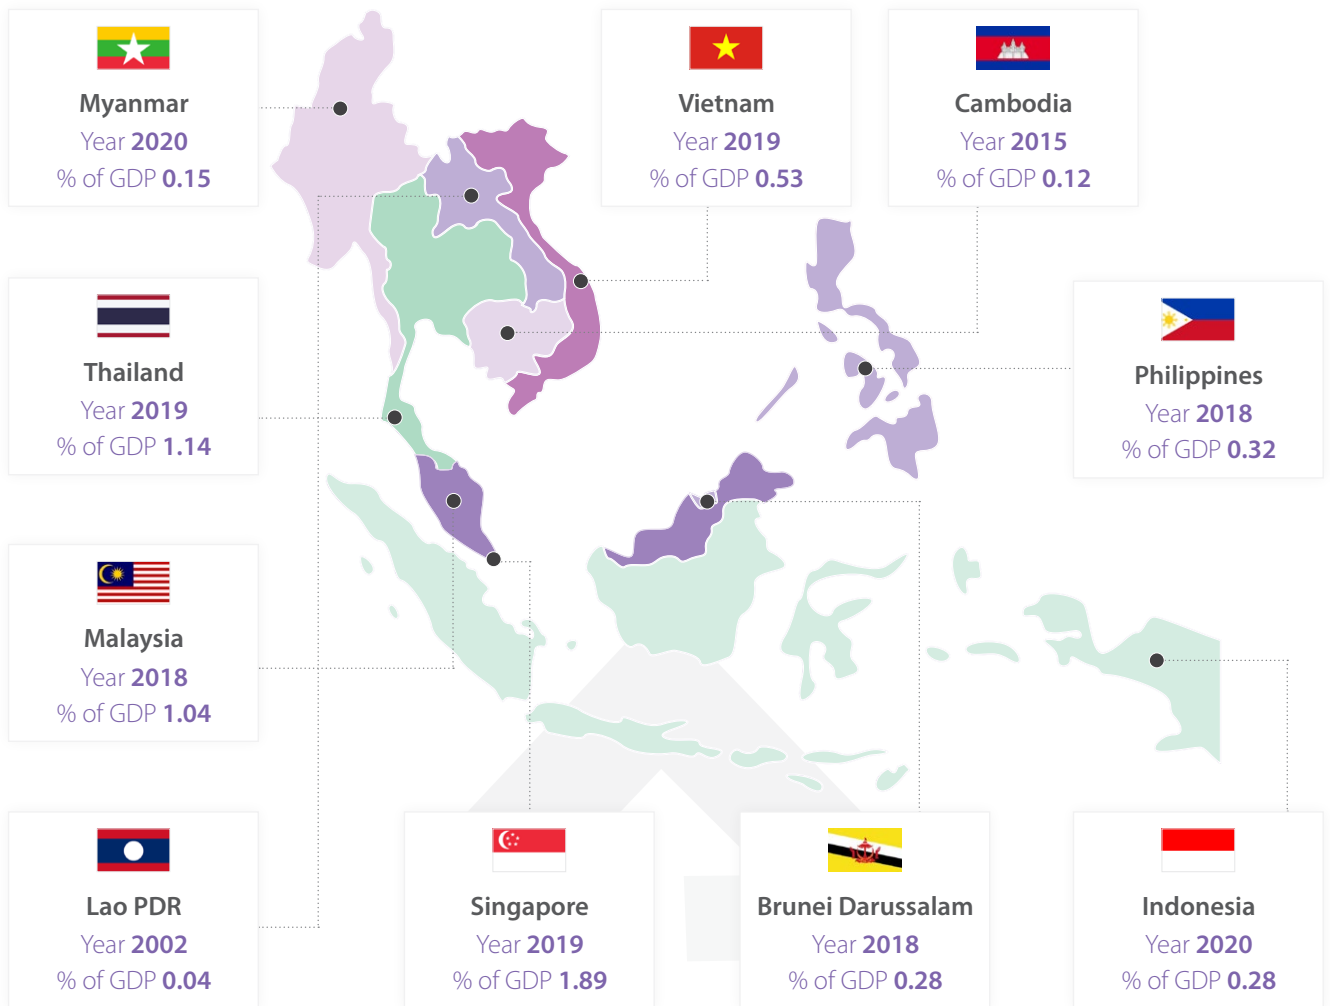 Myanmar
Year 2020
% of GDP 0.15
Vietnam
Year 2019
% of GDP 0.53
Cambodia
Year 2015
% of GDP 0.12
Thailand
Year 2019
% of GDP 1.14
Philippines
Year 2018
% of GDP 0.32
Malaysia
Year 2018
% of GDP 1.04
Lao PDR
Year 2002
% of GDP 0.04
Singapore
Year 2019
% of GDP 1.89
Brunei Darussalam
Year 2018
% of GDP 0.28
Indonesia
Year 2020
% of GDP 0.28